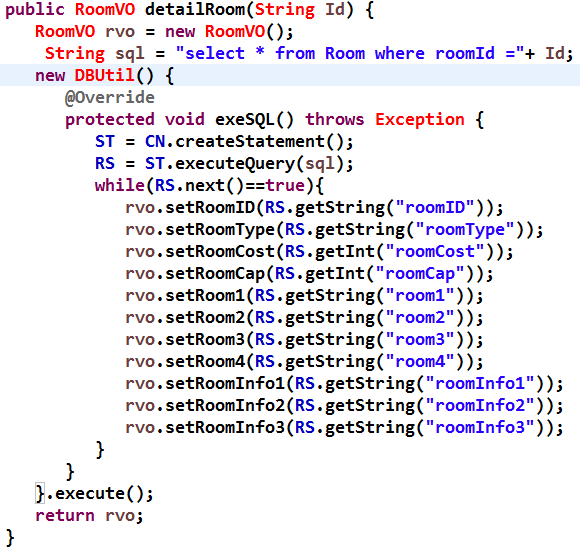 public RoomVO detailRoom(String Id) {
RoomVO rvo = new RoomVO();
String sql = "select * from Room where roomId ="+ Id;
new DBUtil() {
@Override
protected void exeSQL() throws Exception {
ST = CN.createStatement();
RS = ST.executeQuery(sql);
while(RS.next()==true){
rvo.setRoomID(RS.getString("roomID"));
rvo.setRoomType(RS.getString("roomType"));
rvo.setRoomCost(RS.getInt("roomCost"));
rvo.setRoomCap(RS.getInt("roomCap"));
rvo.setRoom1(RS.getString("room1"));
rvo.setRoom2(RS.getString("room2"));
rvo.setRoom3(RS.getString("room3"));
rvo.setRoom4(RS.getString("room4"));
rvo.setRoomInfo1(RS.getString("roomInfo1"));
rvo.setRoomInfo2(RS.getString("roomInfo2"));
rvo.setRoomInfo3(RS.getString("roomInfo3"));
}
}
}.execute();
return rvo;
}